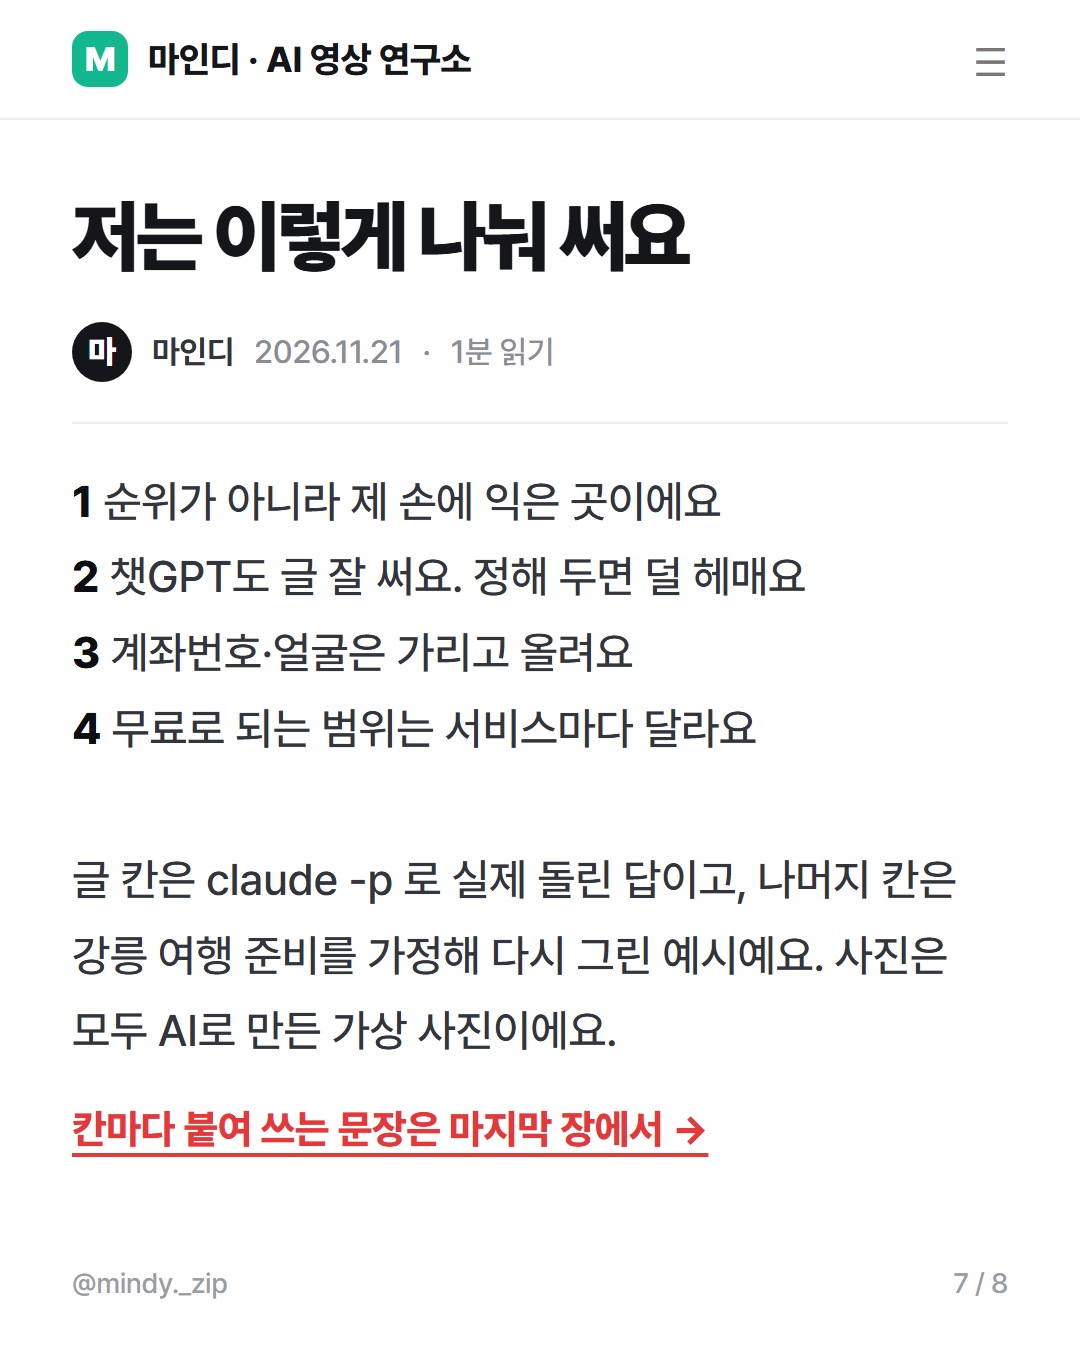 M 마인디 · AI 영상 연구소
저는 이렇게 나눠 써요
마 마인디 2026.11.21 · 1분 읽기
1 순위가 아니라 제 손에 익은 곳이에요
2 챗GPT도 글 잘 써요. 정해 두면 덜 헤매요
3 계좌번호·얼굴은 가리고 올려요
4 무료로 되는 범위는 서비스마다 달라요
글 칸은 claude -p 로 실제 돌린 답이고, 나머지 칸은
강릉 여행 준비를 가정해 다시 그린 예시예요. 사진은
모두 AI로 만든 가상 사진이에요.
칸마다 붙여 쓰는 문장은 마지막 장에서 →
@mindy._zip 7 / 8